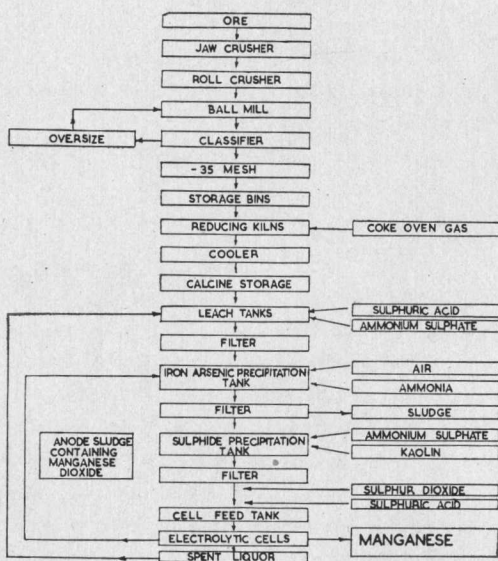 ORE
JAW CRUSHER
ROLL CRUSHER
BALL MILL
OVERSIZE
CLASSIFIER
- 35 MESH
STORAGE BINS
REDUCING KILNS
COKE OVEN GAS
COOLER
CALCINE STORAGE
LEACH TANKS
SULPHURIC ACID
AMMONIUM SULPHATE
FILTER
IRON ARSENIC PRECIPITATION
TANK
AIR
AMMONIA
FILTER
SLUDGE
ANODE SLUDGE
CONTAINING
MANGANESE
DIOXIDE
SULPHIDE PRECIPITATION
TANK
AMMONIUM SULPHATE
KAOLIN
FILTER
SULPHUR DIOXIDE
SULPHURIC ACID
CELL FEED TANK
ELECTROLYTIC CELLS
MANGANESE
SPENT LIQUOR